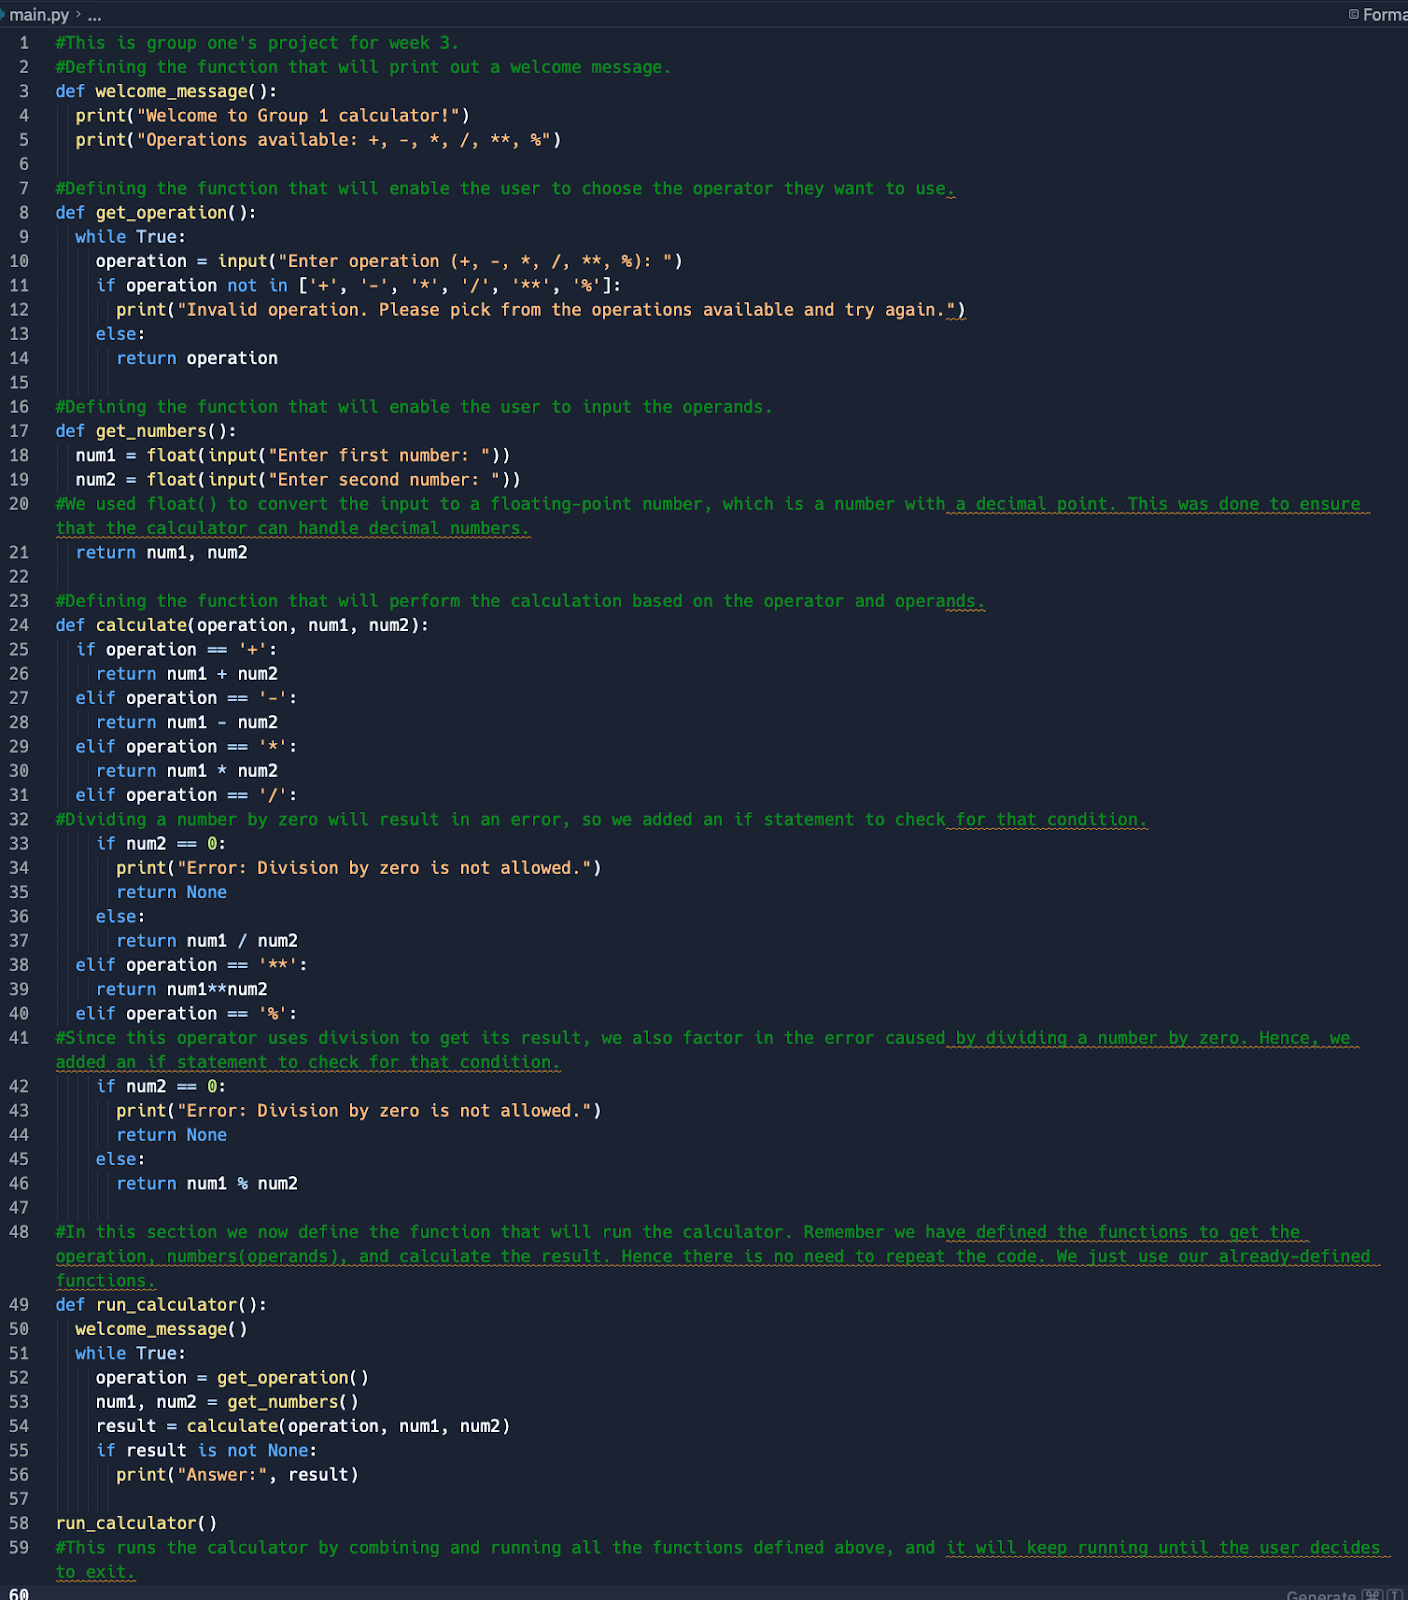 main.py › ...
Forma
1 #This is group one's project for week 3.
2 #Defining the function that will print out a welcome message.
3 def welcome_message():
4   print("Welcome to Group 1 calculator!")
5   print("Operations available: +, -, *, /, **, %")
6
7 #Defining the function that will enable the user to choose the operator they want to use.
8 def get_operation():
9   while True:
10     operation = input("Enter operation (+, -, *, /, **, %): ")
11     if operation not in ['+', '-', '*', '/', '**', '%']:
12       print("Invalid operation. Please pick from the operations available and try again.")
13     else:
14       return operation
15
16 #Defining the function that will enable the user to input the operands.
17 def get_numbers():
18   num1 = float(input("Enter first number: "))
19   num2 = float(input("Enter second number: "))
20 #We used float() to convert the input to a floating-point number, which is a number with a decimal point. This was done to ensure
that the calculator can handle decimal numbers.
21   return num1, num2
22
23 #Defining the function that will perform the calculation based on the operator and operands.
24 def calculate(operation, num1, num2):
25   if operation == '+':
26     return num1 + num2
27   elif operation == '-':
28     return num1 - num2
29   elif operation == '*':
30     return num1 * num2
31   elif operation == '/':
32 #Dividing a number by zero will result in an error, so we added an if statement to check for that condition.
33     if num2 == 0:
34       print("Error: Division by zero is not allowed.")
35       return None
36     else:
37       return num1 / num2
38   elif operation == '**':
39     return num1**num2
40   elif operation == '%':
41 #Since this operator uses division to get its result, we also factor in the error caused by dividing a number by zero. Hence, we
added an if statement to check for that condition.
42     if num2 == 0:
43       print("Error: Division by zero is not allowed.")
44       return None
45     else:
46       return num1 % num2
47
48 #In this section we now define the function that will run the calculator. Remember we have defined the functions to get the
operation, numbers(operands), and calculate the result. Hence there is no need to repeat the code. We just use our already-defined
functions.
49 def run_calculator():
50   welcome_message()
51   while True:
52     operation = get_operation()
53     num1, num2 = get_numbers()
54     result = calculate(operation, num1, num2)
55     if result is not None:
56       print("Answer:", result)
57
58 run_calculator()
59 #This runs the calculator by combining and running all the functions defined above, and it will keep running until the user decides
to exit.
60
Generate ⌘ I